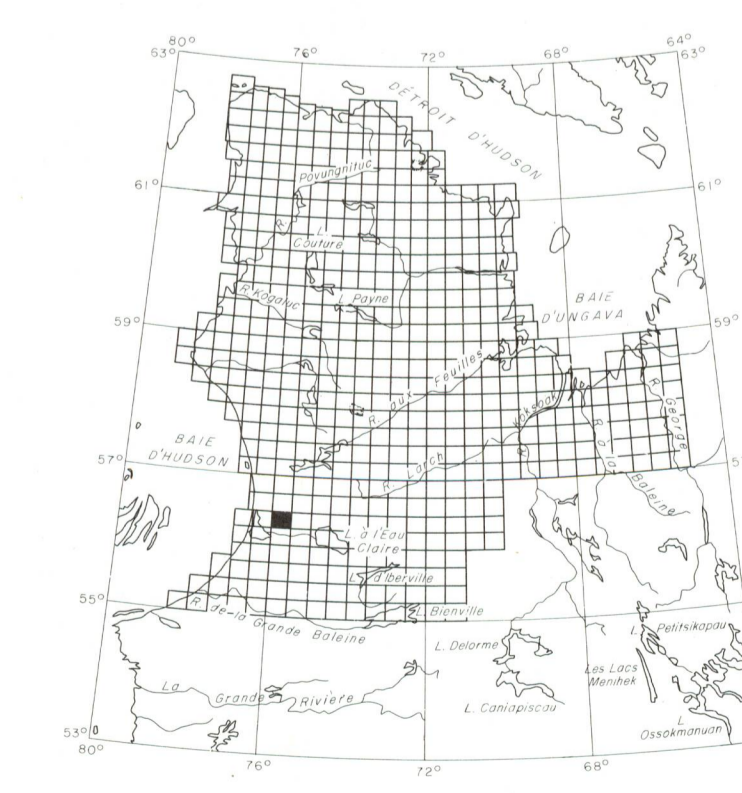 80°
76°
72°
68°
64°
63°
63°
DÉTROIT D'HUDSON
Povungnituc
R.
61°
61°
L.
Couture
R. Kogaluc
L. Payne
BAIE
D'UNGAVA
59°
59°
R. aux Feuilles
Koksoak
R.
R. à la Baleine
R. George
BAIE
D'HUDSON
57°
R. Larch
L. à l'Eau
Claire
L. d'Iberville
L. Bienville
55°
R. de-la Grande Baleine
L. Petitsikapau
L. Delorme
Les Lacs
Menihek
La Grande Rivière
L. Caniapiscau
L.
Ossokmanuan
53°
80°
76°
72°
68°